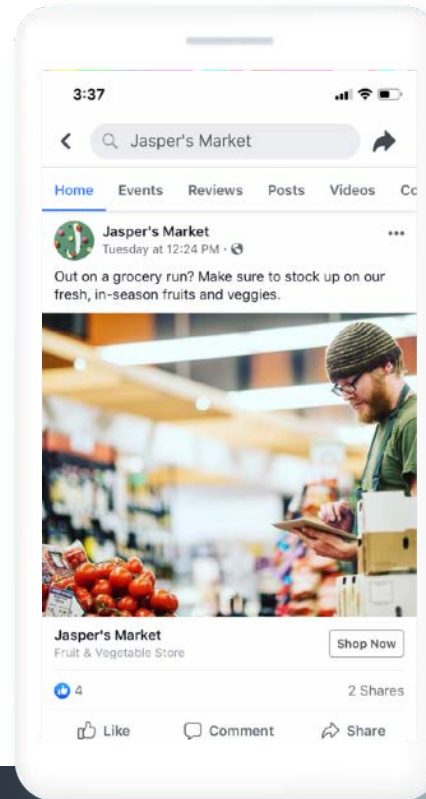 3:37
Jasper's Market
Home Events Reviews Posts Videos Co
Jasper's Market
Tuesday at 12:24 PM ·
Out on a grocery run? Make sure to stock up on our
fresh, in-season fruits and veggies.
Jasper's Market
Fruit & Vegetable Store
Shop Now
4
2 Shares
Like Comment Share